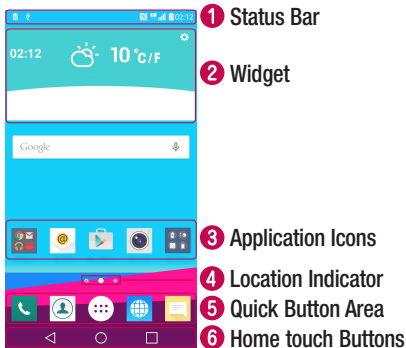 02:12
1 Status Bar
02:12
10 °C/F
2 Widget
Google
3 Application Icons
4 Location Indicator
5 Quick Button Area
6 Home touch Buttons